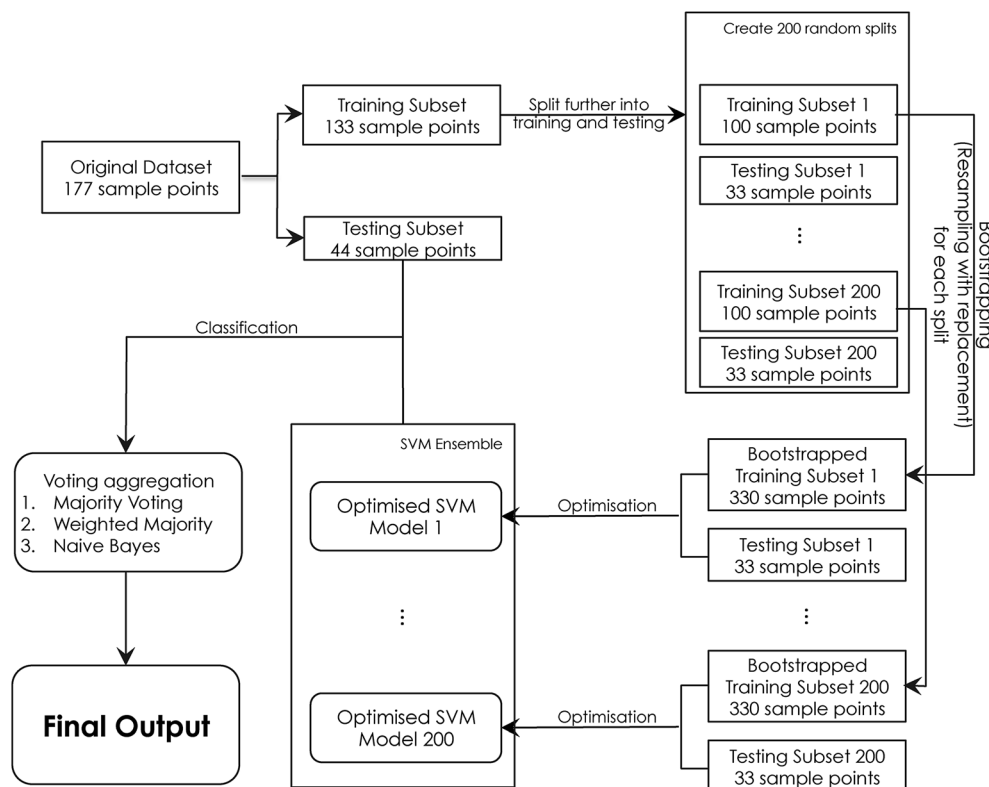 Create 200 random splits
Training Subset
133 sample points
Split further into
training and testing
Training Subset 1
100 sample points
Original Dataset
177 sample points
Testing Subset 1
33 sample points
Testing Subset
44 sample points
...
Training Subset 200
100 sample points
Testing Subset 200
33 sample points
Bootstrapping
(Resampling with replacement)
for each split
Classification
SVM Ensemble
Voting aggregation
1. Majority Voting
2. Weighted Majority
3. Naive Bayes
Optimised SVM
Model 1
Optimisation
Bootstrapped
Training Subset 1
330 sample points
Testing Subset 1
33 sample points
...
...
Final Output
Optimised SVM
Model 200
Optimisation
Bootstrapped
Training Subset 200
330 sample points
Testing Subset 200
33 sample points